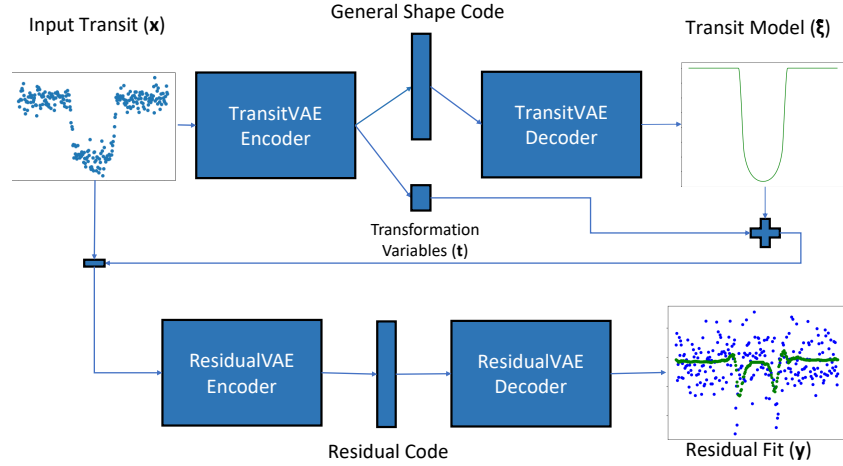 General Shape Code
Input Transit (x)
Transit Model (ξ)
TransitVAE
Encoder
TransitVAE
Decoder
Transformation
Variables (t)
ResidualVAE
Encoder
ResidualVAE
Decoder
Residual Code
Residual Fit (y)